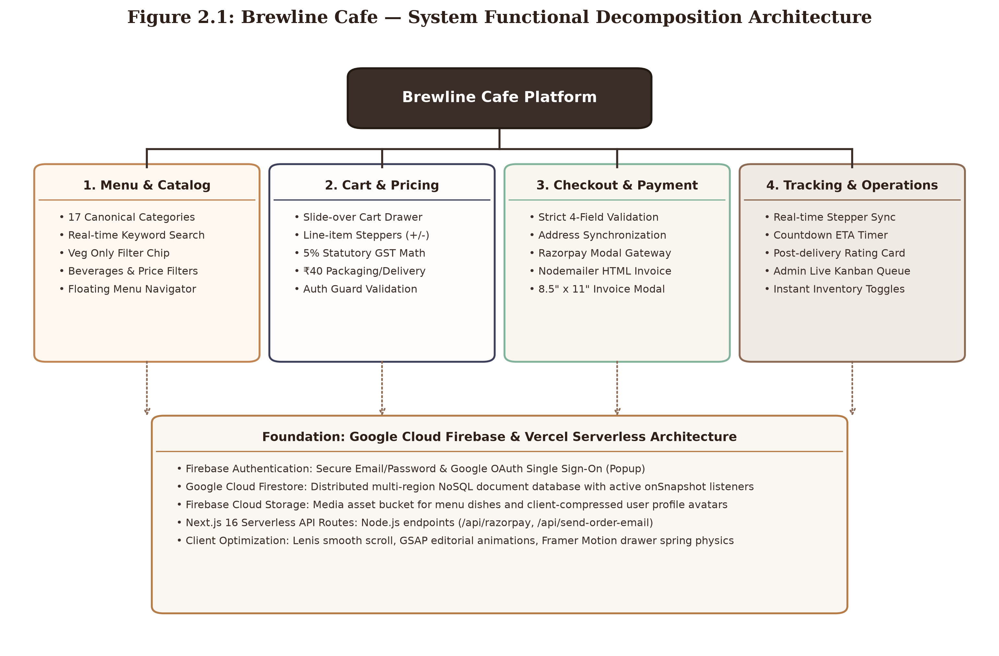 Figure 2.1: Brewline Cafe — System Functional Decomposition Architecture
Brewline Cafe Platform
1. Menu & Catalog
• 17 Canonical Categories
• Real-time Keyword Search
• Veg Only Filter Chip
• Beverages & Price Filters
• Floating Menu Navigator
2. Cart & Pricing
• Slide-over Cart Drawer
• Line-item Steppers (+/-)
• 5% Statutory GST Math
• ₹40 Packaging/Delivery
• Auth Guard Validation
3. Checkout & Payment
• Strict 4-Field Validation
• Address Synchronization
• Razorpay Modal Gateway
• Nodemailer HTML Invoice
• 8.5" x 11" Invoice Modal
4. Tracking & Operations
• Real-time Stepper Sync
• Countdown ETA Timer
• Post-delivery Rating Card
• Admin Live Kanban Queue
• Instant Inventory Toggles
Foundation: Google Cloud Firebase & Vercel Serverless Architecture
• Firebase Authentication: Secure Email/Password & Google OAuth Single Sign-On (Popup)
• Google Cloud Firestore: Distributed multi-region NoSQL document database with active onSnapshot listeners
• Firebase Cloud Storage: Media asset bucket for menu dishes and client-compressed user profile avatars
• Next.js 16 Serverless API Routes: Node.js endpoints (/api/razorpay, /api/send-order-email)
• Client Optimization: Lenis smooth scroll, GSAP editorial animations, Framer Motion drawer spring physics